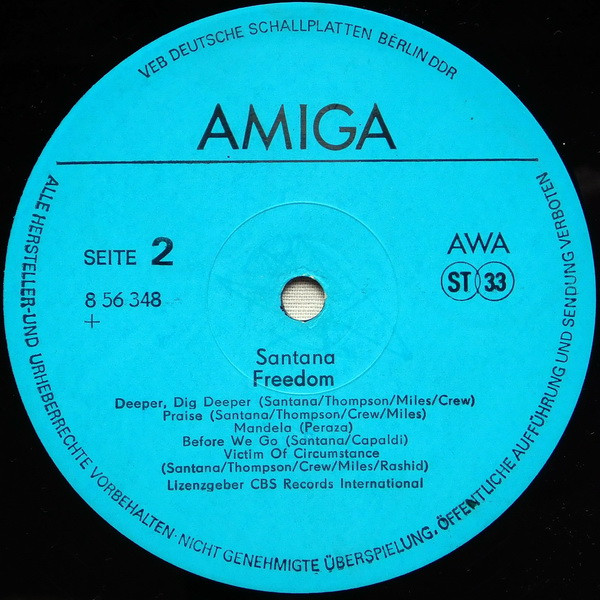 VEB DEUTSCHE SCHALLPLATTEN BERLIN DDR
AMIGA
SEITE 2
AWA
8 56 348
ST 33
+
Santana
Freedom
Deeper, Dig Deeper (Santana/Thompson/Miles/Crew)
Praise (Santana/Thompson/Crew/Miles)
Mandela (Peraza)
Before We Go (Santana/Capaldi)
Victim Of Circumstance
(Santana/Thompson/Crew/Miles/Rashid)
Lizenzgeber CBS Records International
ALLE HERSTELLER-UND URHEBERRECHTE VORBEHALTEN · NICHT GENEHMIGTE ÜBERSPIELUNG, ÖFFENTLICHE AUFFÜHRUNG UND SENDUNG VERBOTEN